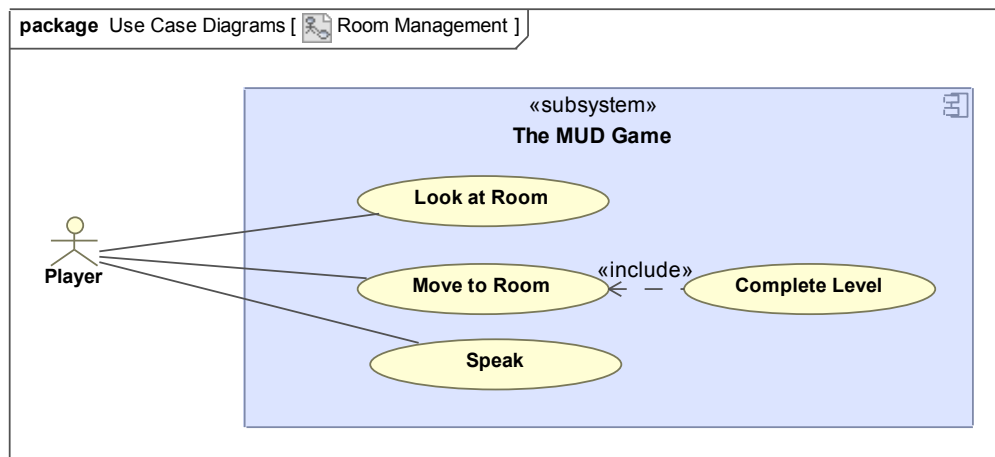 package Use Case Diagrams [ Room Management ]
«subsystem»
The MUD Game
Look at Room
Player
Move to Room
«include»
Complete Level
Speak